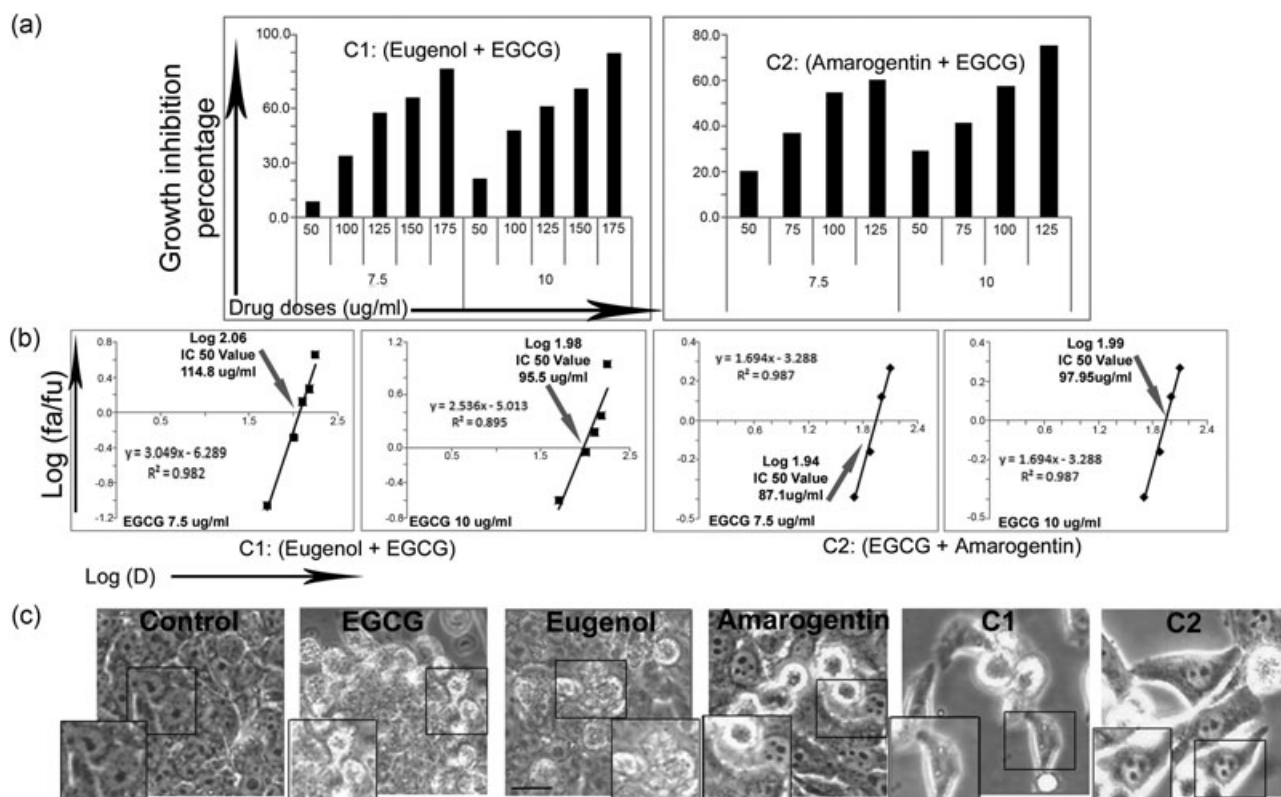 (a)
Growth inhibition
percentage
C1: (Eugenol + EGCG)
100.0
60.0
30.0
0.0
50 100 125 150 175 50 100 125 150 175
7.5 10
C2: (Amarogentin + EGCG)
80.0
60.0
40.0
20.0
0.0
50 75 100 125 50 75 100 125
7.5 10
Drug doses (ug/ml)
(b)
Log (fa/fu)
0.8
0.4
0.0
-0.4
-0.8
-1.2
0.5 1.5 2.5
Log 2.06
IC 50 Value
114.8 ug/ml
y = 3.049x - 6.289
R² = 0.982
EGCG 7.5 ug/ml
1.2
0.8
0.4
0.0
-0.4
-0.8
0.5 1.5 2.5
Log 1.98
IC 50 Value
95.5 ug/ml
y = 2.536x - 5.013
R² = 0.895
EGCG 10 ug/ml
0.4
0.2
0.0
-0.2
-0.5
0.6 1.2 1.8 2.4
y = 1.694x - 3.288
R² = 0.987
Log 1.94
IC 50 Value
87.1ug/ml
EGCG 7.5 ug/ml
0.4
0.2
0.0
-0.2
-0.5
0.6 1.2 1.8 2.4
Log 1.99
IC 50 Value
97.95ug/ml
y = 1.694x - 3.288
R² = 0.987
EGCG 10 ug/ml
C1: (Eugenol + EGCG)
C2: (EGCG + Amarogentin)
Log (D)
(c)
Control
EGCG
Eugenol
Amarogentin
C1
C2